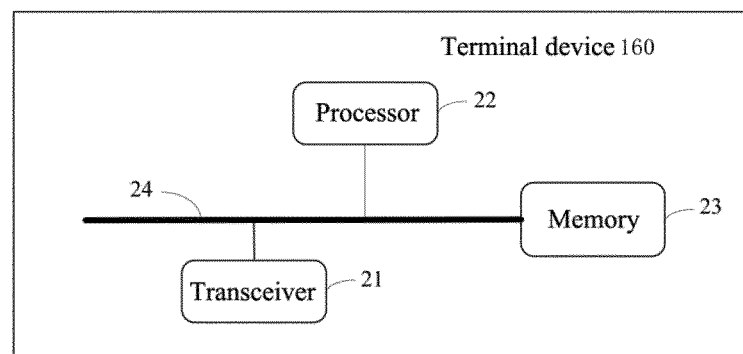 Terminal device 160
Processor
22
24
Memory
23
Transceiver
21